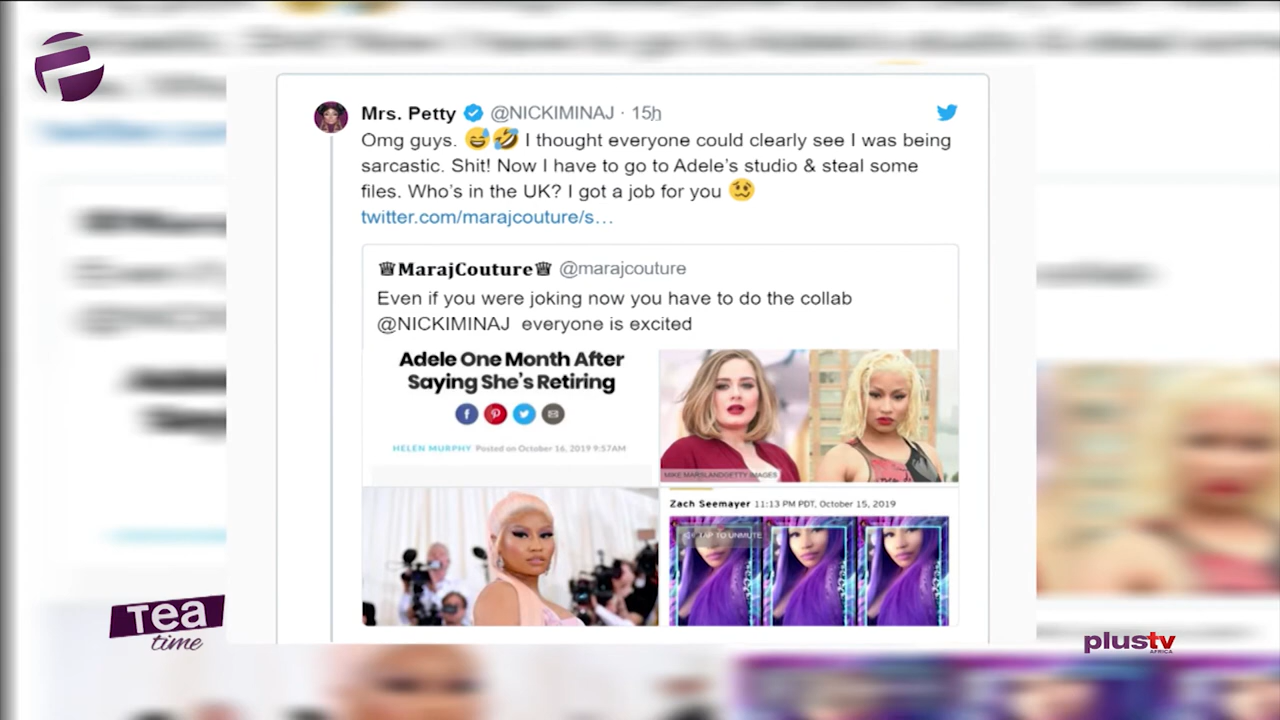 Mrs. Petty @NICKIMINAJ · 15h
Omg guys. 😅🤣 I thought everyone could clearly see I was being
sarcastic. Shit! Now I have to go to Adele's studio & steal some
files. Who's in the UK? I got a job for you 🥴
twitter.com/marajcouture/s…
♕MarajCouture♕ @marajcouture
Even if you were joking now you have to do the collab
@NICKIMINAJ everyone is excited
Adele One Month After
Saying She's Retiring
HELEN MURPHY Posted on October 16, 2019 9:57AM
MIKE MARSLANDGETTY IMAGES
Zach Seemayer 11:13 PM PDT, October 15, 2019
TAP TO UNMUTE
Tea
time
plustv
AFRICA